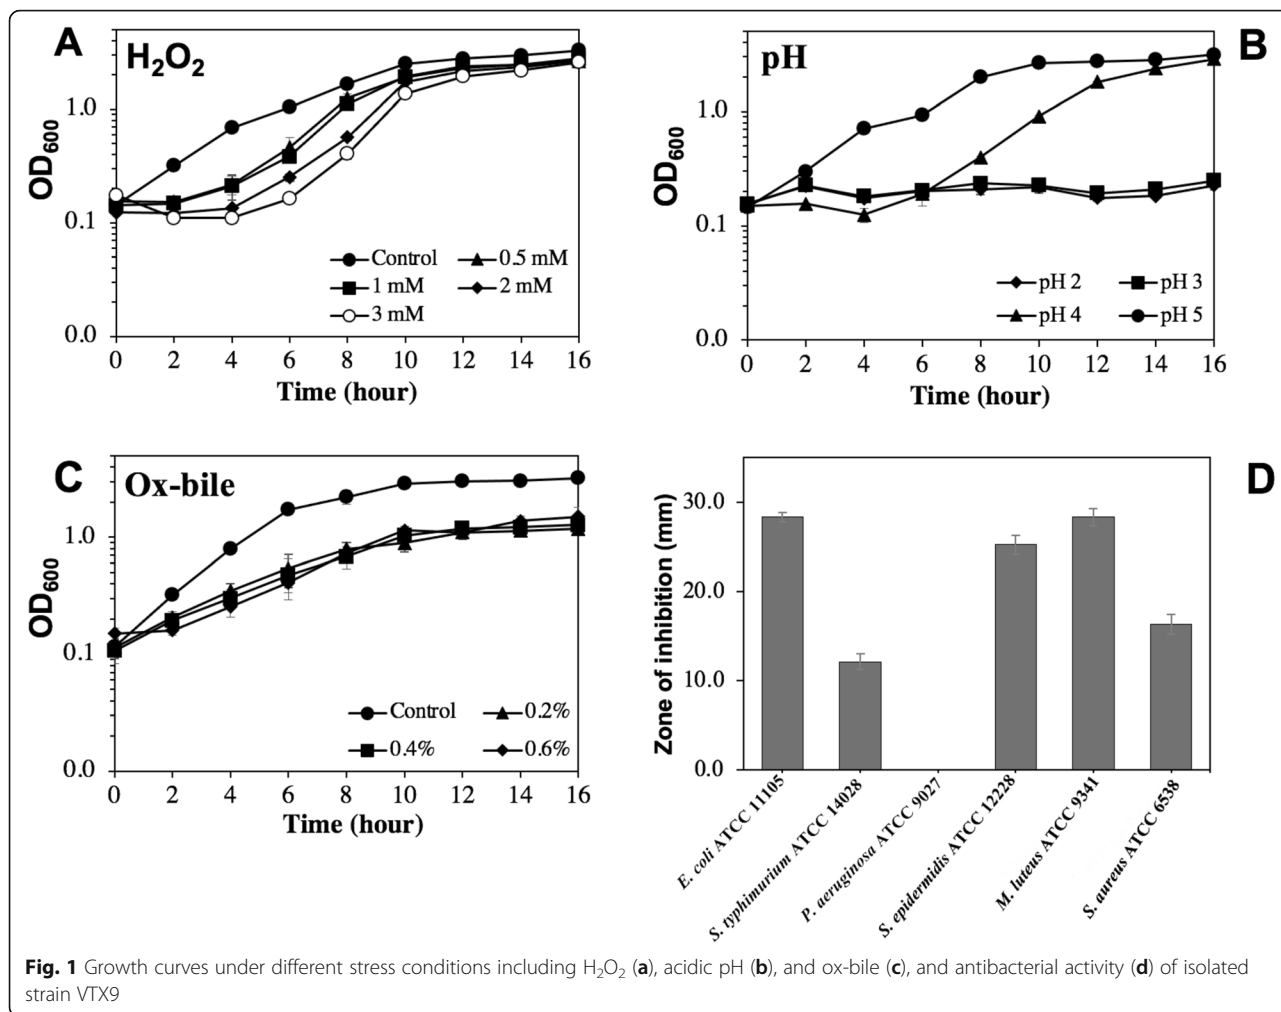 A
H₂O₂
OD₆₀₀
1.0
0.1
0.0
Control
0.5 mM
1 mM
2 mM
3 mM
0 2 4 6 8 10 12 14 16
Time (hour)
B
pH
OD₆₀₀
1.0
0.1
0.0
pH 2
pH 3
pH 4
pH 5
0 2 4 6 8 10 12 14 16
Time (hour)
C
Ox-bile
OD₆₀₀
1.0
0.1
0.0
Control
0.2%
0.4%
0.6%
0 2 4 6 8 10 12 14 16
Time (hour)
D
Zone of inhibition (mm)
30.0
20.0
10.0
0.0
E. coli ATCC 11105
S. typhimurium ATCC 14028
P. aeruginosa ATCC 9027
S. epidermidis ATCC 12228
M. luteus ATCC 9341
S. aureus ATCC 6538
Fig. 1 Growth curves under different stress conditions including H₂O₂ (a), acidic pH (b), and ox-bile (c), and antibacterial activity (d) of isolated
strain VTX9